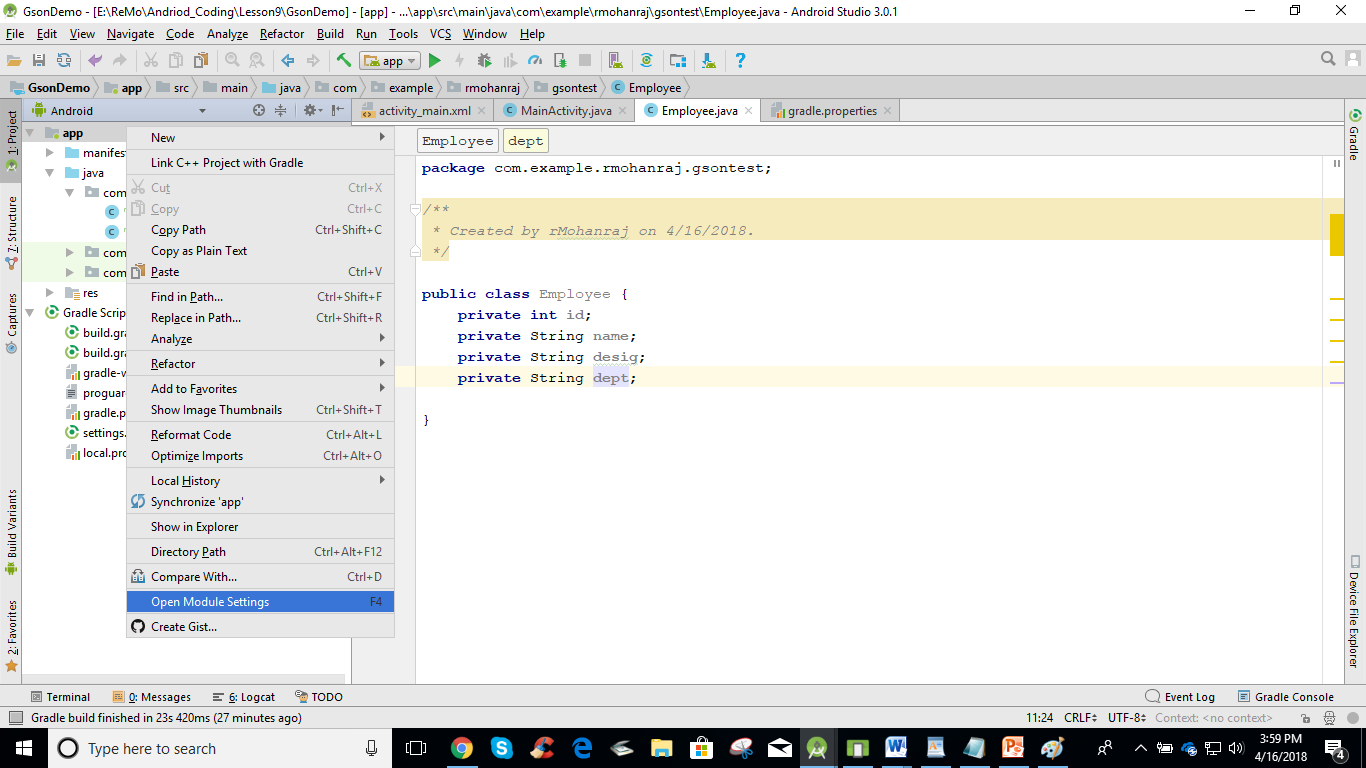 GsonDemo - [E:\ReMo\Andriod_Coding\Lesson9\GsonDemo] - [app] - ...\app\src\main\java\com\example\rmohanraj\gsontest\Employee.java - Android Studio 3.0.1
File Edit View Navigate Code Analyze Refactor Build Run Tools VCS Window Help
app
GsonDemo app src main java com example rmohanraj gsontest Employee
Android
activity_main.xml MainActivity.java Employee.java gradle.properties
1: Project
7: Structure
Captures
Build Variants
2: Favorites
app
manifes
java
com
com
com
res
Gradle Scrip
build.gra
build.gra
gradle-v
proguar
gradle.p
settings.
local.pro
New
Link C++ Project with Gradle
Cut Ctrl+X
Copy Ctrl+C
Copy Path Ctrl+Shift+C
Copy as Plain Text
Paste Ctrl+V
Find in Path... Ctrl+Shift+F
Replace in Path... Ctrl+Shift+R
Analyze
Refactor
Add to Favorites
Show Image Thumbnails Ctrl+Shift+T
Reformat Code Ctrl+Alt+L
Optimize Imports Ctrl+Alt+O
Local History
Synchronize 'app'
Show in Explorer
Directory Path Ctrl+Alt+F12
Compare With... Ctrl+D
Open Module Settings F4
Create Gist...
Employee dept
package com.example.rmohanraj.gsontest;
/**
* Created by rMohanraj on 4/16/2018.
*/
public class Employee {
private int id;
private String name;
private String desig;
private String dept;
}
Gradle
Device File Explorer
Terminal 0: Messages 6: Logcat TODO Event Log Gradle Console
Gradle build finished in 23s 420ms (27 minutes ago) 11:24 CRLF UTF-8 Context: <no context>
Type here to search
3:59 PM
4/16/2018
4